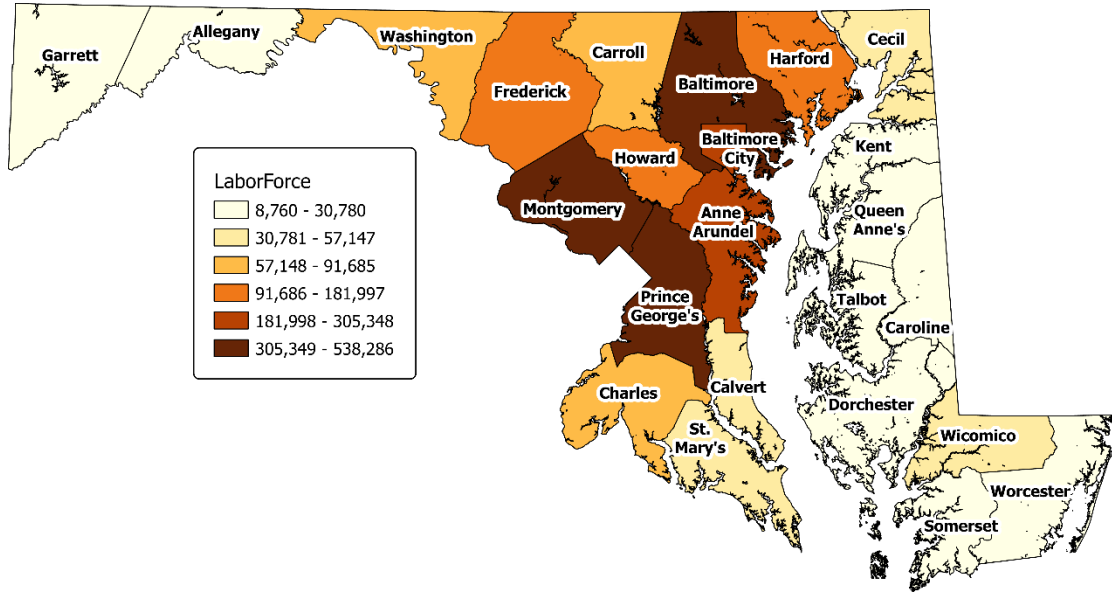 Garrett
Allegany
Washington
Frederick
Carroll
Baltimore
Harford
Cecil
Baltimore
City
Howard
Montgomery
Anne
Arundel
Prince
George's
Kent
Queen
Anne's
Talbot
Caroline
Charles
Calvert
St.
Mary's
Dorchester
Wicomico
Worcester
Somerset
LaborForce
8,760 - 30,780
30,781 - 57,147
57,148 - 91,685
91,686 - 181,997
181,998 - 305,348
305,349 - 538,286